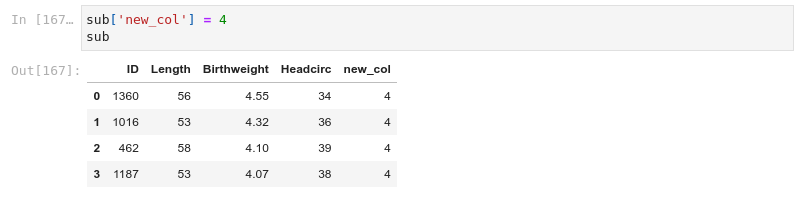 In [167... sub['new_col'] = 4
sub
Out[167]:
ID Length Birthweight Headcirc new_col
0 1360 56 4.55 34 4
1 1016 53 4.32 36 4
2 462 58 4.10 39 4
3 1187 53 4.07 38 4